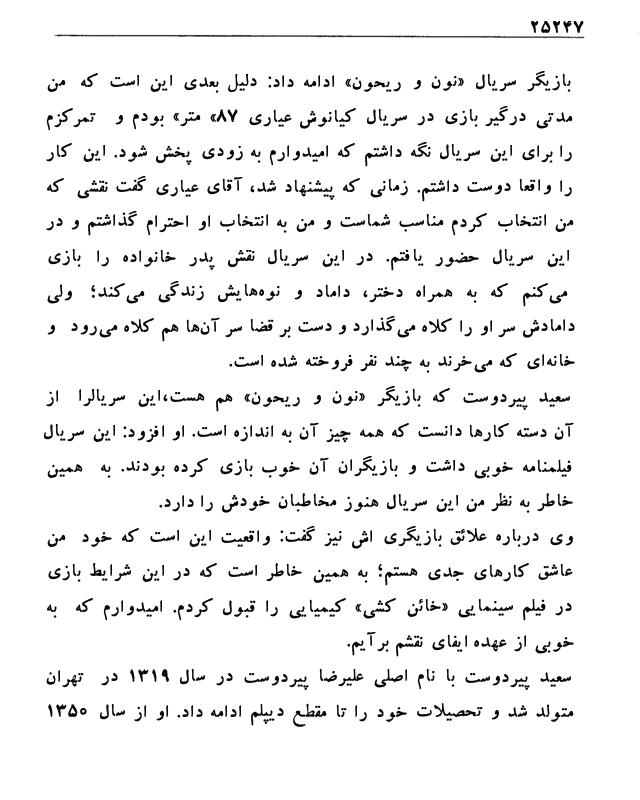 ۲۵۲۴۷
بازیگر سریال «نون و ریحون» ادامه داد: دلیل بعدی این است که من
مدتی درگیر بازی در سریال کیانوش عیاری ۸۷» متر» بودم و تمرکزم
را برای این سریال نگه داشتم که امیدوارم به زودی پخش شود. این کار
را واقعا دوست داشتم. زمانی که پیشنهاد شد، آقای عیاری گفت نقشی که
من انتخاب کردم مناسب شماست و من به انتخاب او احترام گذاشتم و در
این سریال حضور یافتم. در این سریال نقش پدر خانواده را بازی
می‌کنم که به همراه دختر، داماد و نوه‌هایش زندگی می‌کند؛ ولی
دامادش سر او را کلاه می‌گذارد و دست بر قضا سر آن‌ها هم کلاه می‌رود و
خانه‌ای که می‌خرند به چند نفر فروخته شده است.
سعید پیردوست که بازیگر «نون و ریحون» هم هست،این سریالرا از
آن دسته کارها دانست که همه چیز آن به اندازه است. او افزود: این سریال
فیلمنامه خوبی داشت و بازیگران آن خوب بازی کرده بودند. به همین
خاطر به نظر من این سریال هنوز مخاطبان خودش را دارد.
وی درباره علائق بازیگری اش نیز گفت: واقعیت این است که خود من
عاشق کارهای جدی هستم؛ به همین خاطر است که در این شرایط بازی
در فیلم سینمایی «خائن کشی» کیمیایی را قبول کردم. امیدوارم که به
خوبی از عهده ایفای نقشم برآیم.
سعید پیردوست با نام اصلی علیرضا پیردوست در سال ۱۳۱۹ در تهران
متولد شد و تحصیلات خود را تا مقطع دیپلم ادامه داد. او از سال ۱۳۵۰